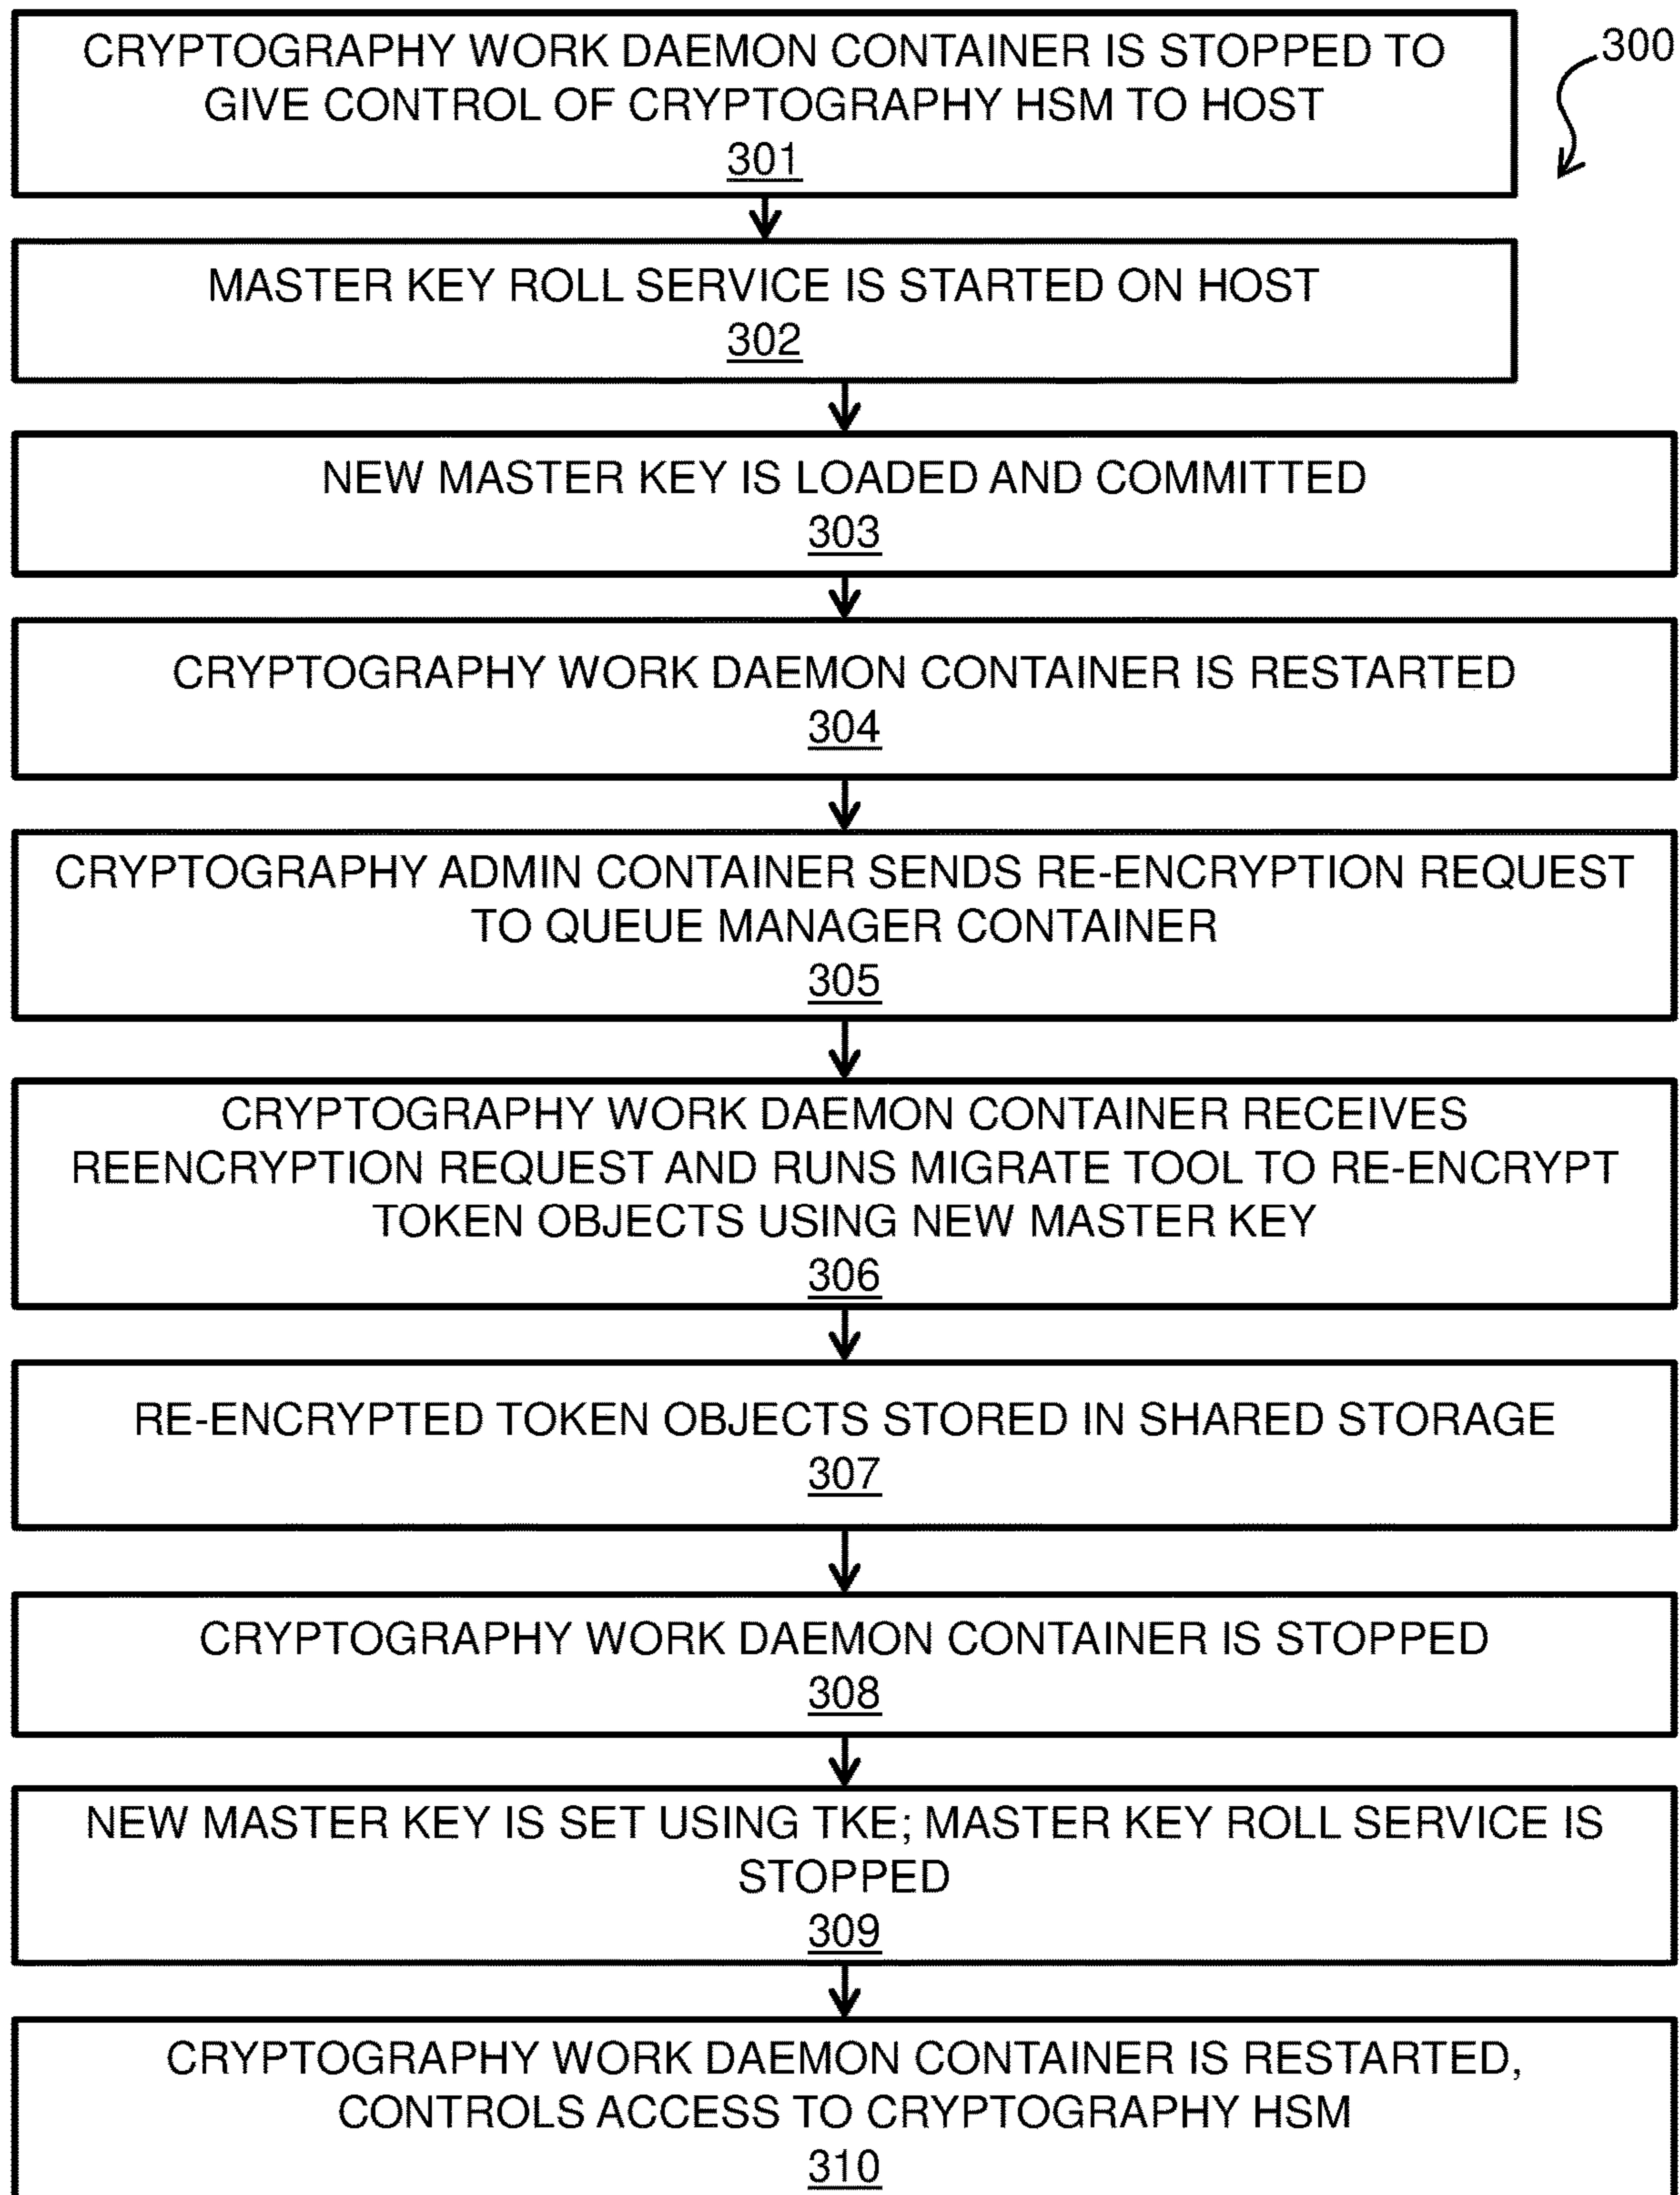 CRYPTOGRAPHY WORK DAEMON CONTAINER IS STOPPED TO
GIVE CONTROL OF CRYPTOGRAPHY HSM TO HOST
301
300
MASTER KEY ROLL SERVICE IS STARTED ON HOST
302
NEW MASTER KEY IS LOADED AND COMMITTED
303
CRYPTOGRAPHY WORK DAEMON CONTAINER IS RESTARTED
304
CRYPTOGRAPHY ADMIN CONTAINER SENDS RE-ENCRYPTION REQUEST
TO QUEUE MANAGER CONTAINER
305
CRYPTOGRAPHY WORK DAEMON CONTAINER RECEIVES
REENCRYPTION REQUEST AND RUNS MIGRATE TOOL TO RE-ENCRYPT
TOKEN OBJECTS USING NEW MASTER KEY
306
RE-ENCRYPTED TOKEN OBJECTS STORED IN SHARED STORAGE
307
CRYPTOGRAPHY WORK DAEMON CONTAINER IS STOPPED
308
NEW MASTER KEY IS SET USING TKE; MASTER KEY ROLL SERVICE IS
STOPPED
309
CRYPTOGRAPHY WORK DAEMON CONTAINER IS RESTARTED,
CONTROLS ACCESS TO CRYPTOGRAPHY HSM
310